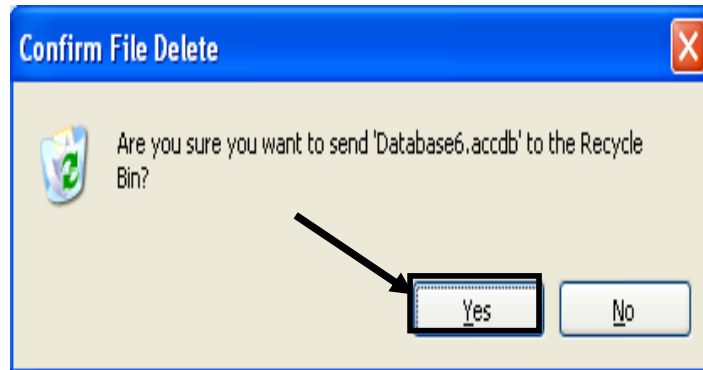 Confirm File Delete
Are you sure you want to send 'Database6.accdb' to the Recycle
Bin?
Yes
No